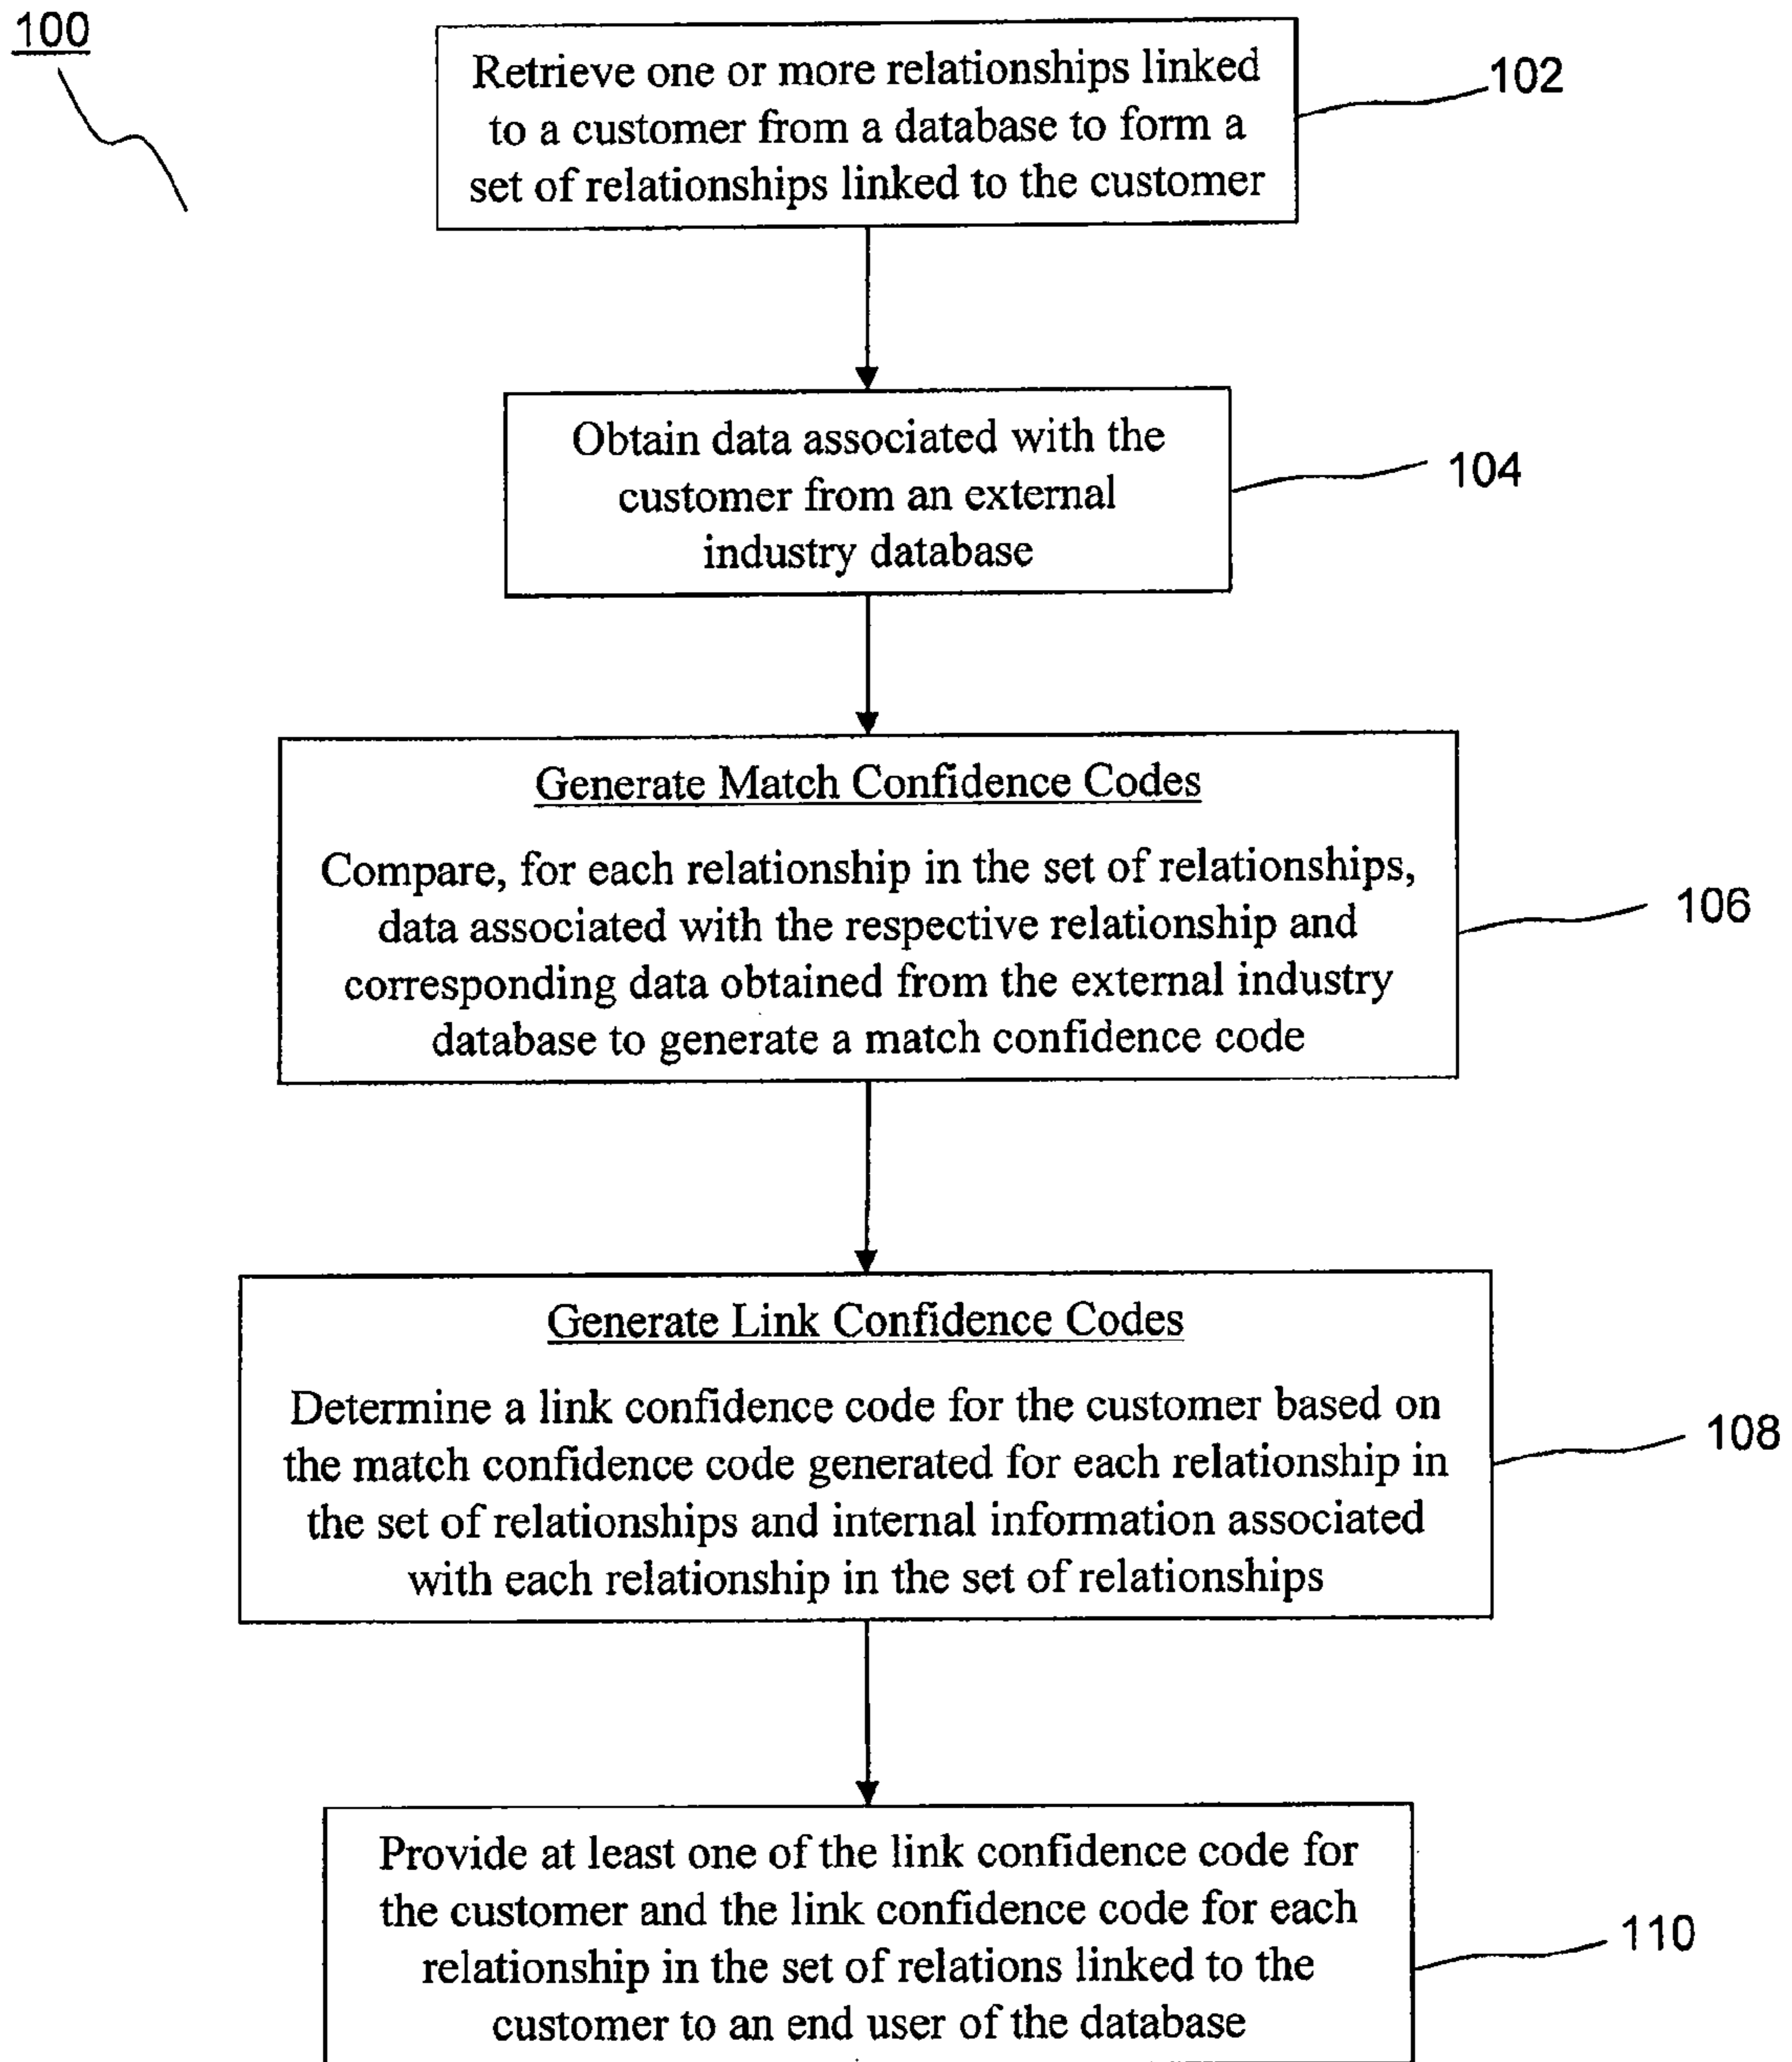 100
Retrieve one or more relationships linked
to a customer from a database to form a
set of relationships linked to the customer
102
Obtain data associated with the
customer from an external
industry database
104
Generate Match Confidence Codes
Compare, for each relationship in the set of relationships,
data associated with the respective relationship and
corresponding data obtained from the external industry
database to generate a match confidence code
106
Generate Link Confidence Codes
Determine a link confidence code for the customer based on
the match confidence code generated for each relationship in
the set of relationships and internal information associated
with each relationship in the set of relationships
108
Provide at least one of the link confidence code for
the customer and the link confidence code for each
relationship in the set of relations linked to the
customer to an end user of the database
110